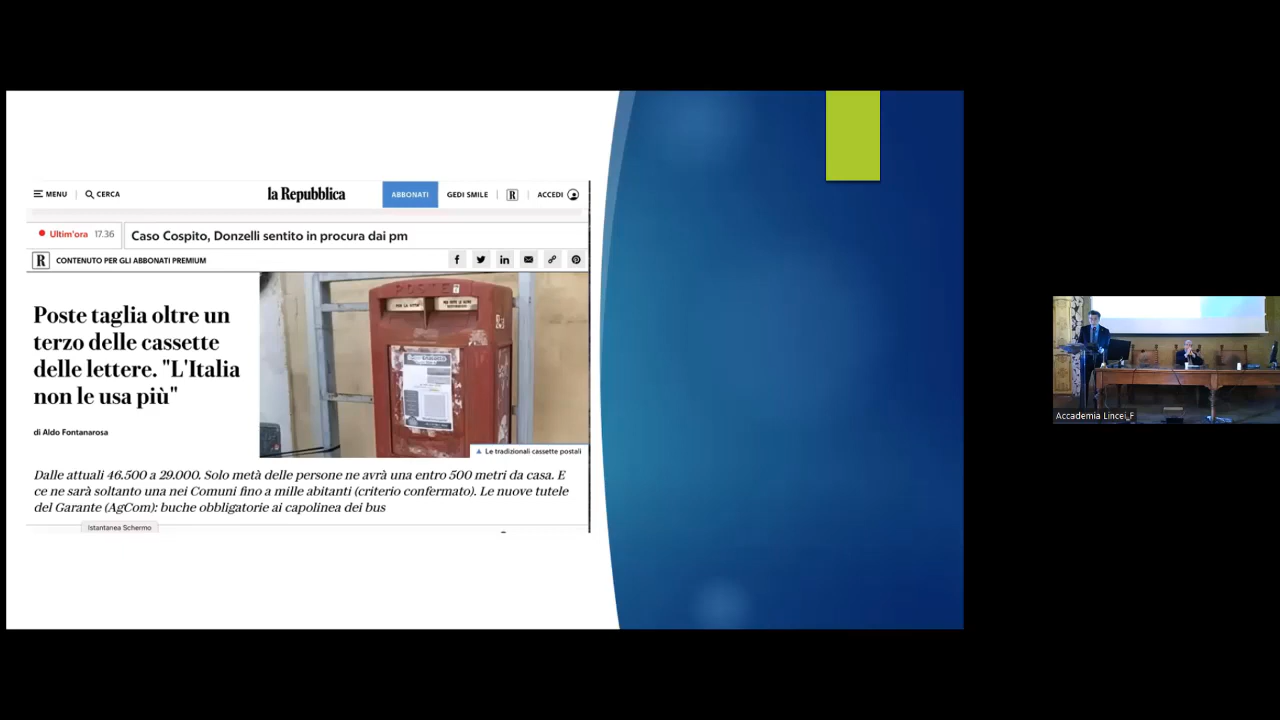 MENU
CERCA
la Repubblica
ABBONATI
GEDI SMILE
R
ACCEDI
Ultim'ora 17.36
Caso Cospito, Donzelli sentito in procura dai pm
R CONTENUTO PER GLI ABBONATI PREMIUM
Poste taglia oltre un
terzo delle cassette
delle lettere. "L'Italia
non le usa più"
di Aldo Fontanarosa
POSTE
PER LA CITTÀ
Le tradizionali cassette postali
Dalle attuali 46.500 a 29.000. Solo metà delle persone ne avrà una entro 500 metri da casa. E
ce ne sarà soltanto una nei Comuni fino a mille abitanti (criterio confermato). Le nuove tutele
del Garante (AgCom): buche obbligatorie ai capolinea dei bus
Istantanea Schermo
Accademia Lincei_F